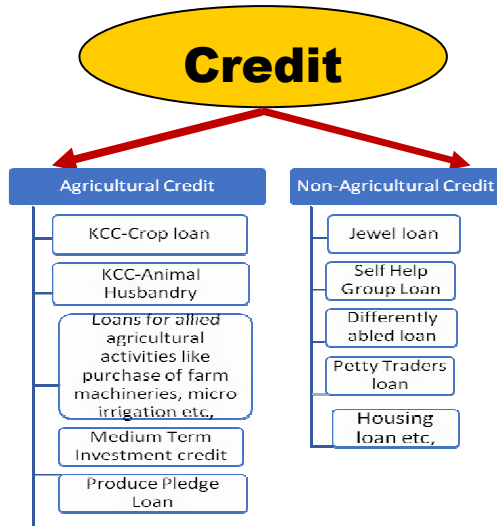 Credit
Agricultural Credit
KCC-Crop loan
KCC-Animal
Husbandry
Loans for allied
agricultural
activities like
purchase of farm
machineries, micro
irrigation etc,
Medium Term
Investment credit
Produce Pledge
Loan
Non-Agricultural Credit
Jewel loan
Self Help
Group Loan
Differently
abled loan
Petty Traders
loan
Housing
loan etc,